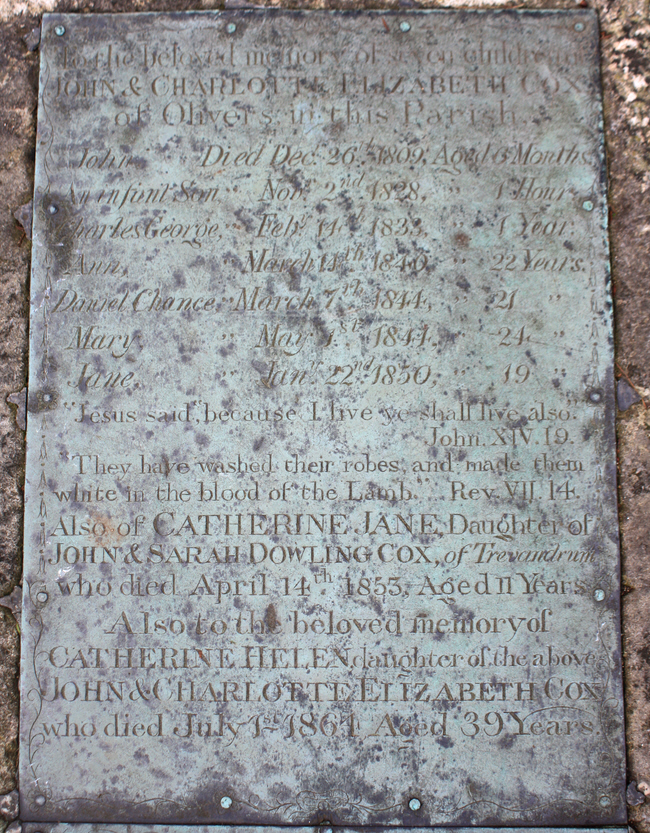 To the beloved memory of seven children of
JOHN & CHARLOTTE ELIZABETH COX
of Olivers, in this Parish.
John " Died Decr. 26th. 1809, Aged 6 Months.
An infant Son " Novr. 2nd. 1828, " 1 Hour.
Charles George, " Feby. 14th. 1833, " 1 Year.
Ann, March 14th. 1840 " 22 Years.
Daniel Chance, " March 7th. 1844, " 21 "
Mary " May 1st. 1844, " 24 "
Jane " Jany. 22nd. 1850, " 19 "
"Jesus said, because I live ye shall live also."
John. XIV. 19.
They have washed their robes, and made them
white in the blood of the Lamb. Rev. VII. 14.
Also of CATHERINE JANE, Daughter of
JOHN & SARAH DOWLING COX, of Trevandrum
who died April 14th 1853, Aged 11 Years.
Also to the beloved memory of
CATHERINE HELEN daughter of the above
JOHN & CHARLOTTE ELIZABETH COX
who died July 1st 1864 Aged 39 Years.